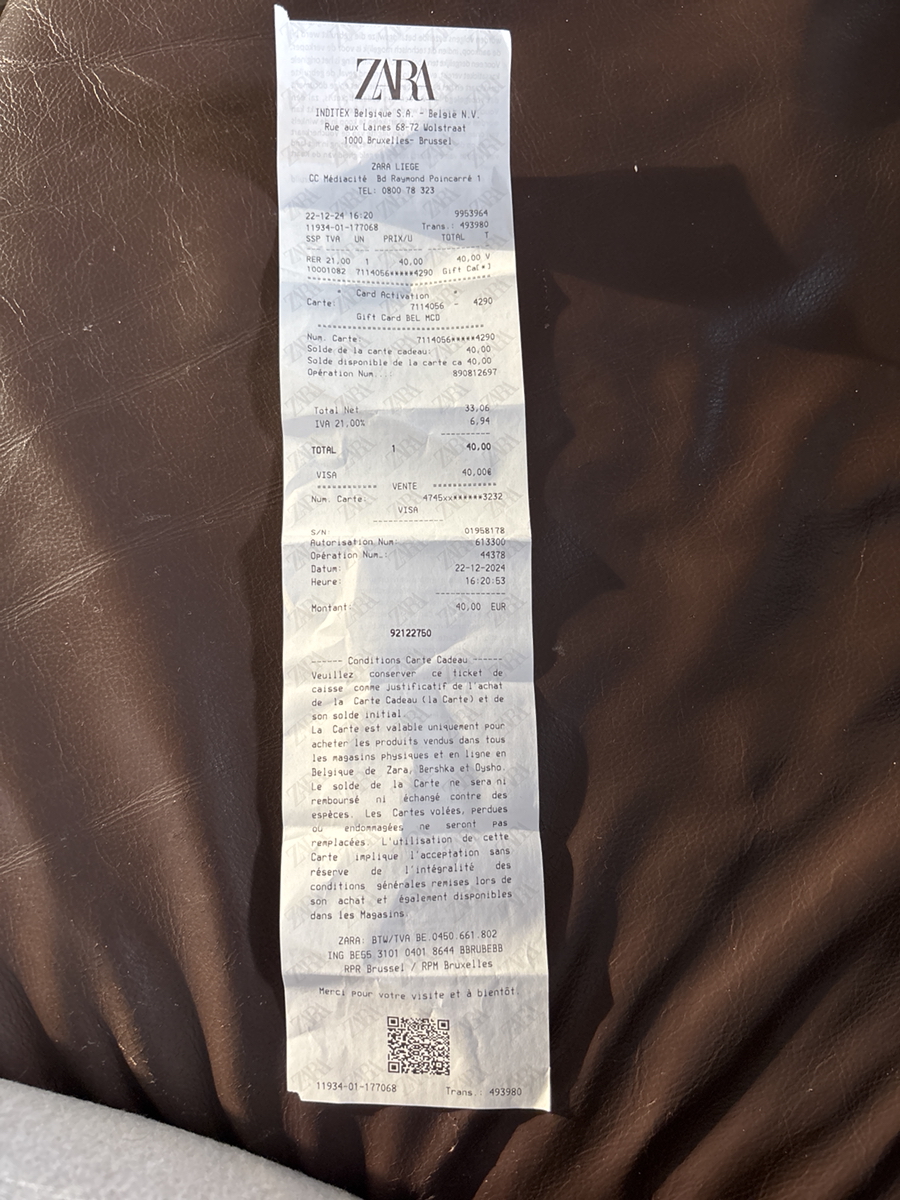 ZARA
INDITEX Belgique S.A. - België N.V.
Rue aux Laines 68-72 Wolstraat
1000 Bruxelles- Brussel
ZARA LIEGE
CC Médiacité Bd Raymond Poincarré 1
TEL: 0800 78 323
22-12-24 16:20 9953964
11934-01-177068 Trans.: 493980
SSP TVA UN PRIX/U TOTAL T
RER 21,00 1 40,00 40,00 V
10001082 7114056*****4290 Gift Ca[*]
* Card Activation *
Carte: 7114056 - 4290
Gift Card BEL MCD
Num. Carte: 7114056*****4290
Solde de la carte cadeau: 40,00
Solde disponible de la carte ca 40,00
Opération Num.: 890812697
Total Net 33,06
IVA 21,00% 6,94
TOTAL 1 40,00
VISA 40,00€
*********** VENTE ************
Num. Carte: 4745xx******3232
VISA
S/N: 01958178
Autorisation Num: 613300
Opération Num.: 44378
Datum: 22-12-2024
Heure: 16:20:53
Montant: 40,00 EUR
92122750
------ Conditions Carte Cadeau ------
Veuillez conserver ce ticket de
caisse comme justificatif de l'achat
de la Carte Cadeau (la Carte) et de
son solde initial.
La Carte est valable uniquement pour
acheter les produits vendus dans tous
les magasins physiques et en ligne en
Belgique de Zara, Bershka et Oysho.
Le solde de la Carte ne sera ni
remboursé ni échangé contre des
espèces. Les Cartes volées, perdues
ou endommagées ne seront pas
remplacées. L'utilisation de cette
Carte implique l'acceptation sans
réserve de l'intégralité des
conditions générales remises lors de
son achat et également disponibles
dans les Magasins.
ZARA: BTW/TVA BE.0450.661.802
ING BE55 3101 0401 8644 BBRUBEBB
RPR Brussel / RPM Bruxelles
Merci pour votre visite et à bientôt.
11934-01-177068 Trans.: 493980